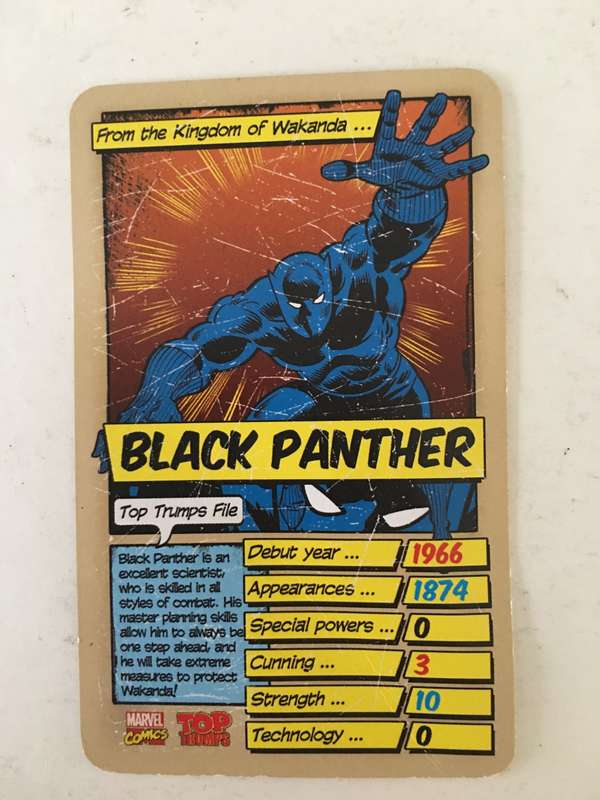 From the Kingdom of Wakanda ...
BLACK PANTHER
Top Trumps File
Black Panther is an
excellent scientist,
who is skilled in all
styles of combat. His
master planning skills
allow him to always be
one step ahead, and
he will take extreme
measures to protect
Wakanda!
Debut year ... 1966
Appearances ... 1874
Special powers ... 0
Cunning ... 3
Strength ... 10
Technology ... 0
MARVEL
COMICS
TOP
TRUMPS